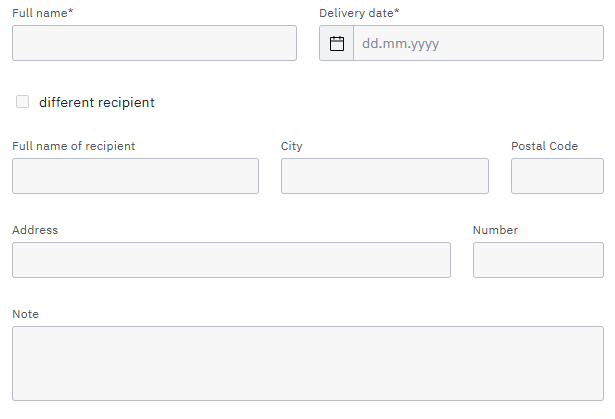 Full name* Delivery date*
dd.mm.yyyy
different recipient
Full name of recipient City Postal Code
Address Number
Note